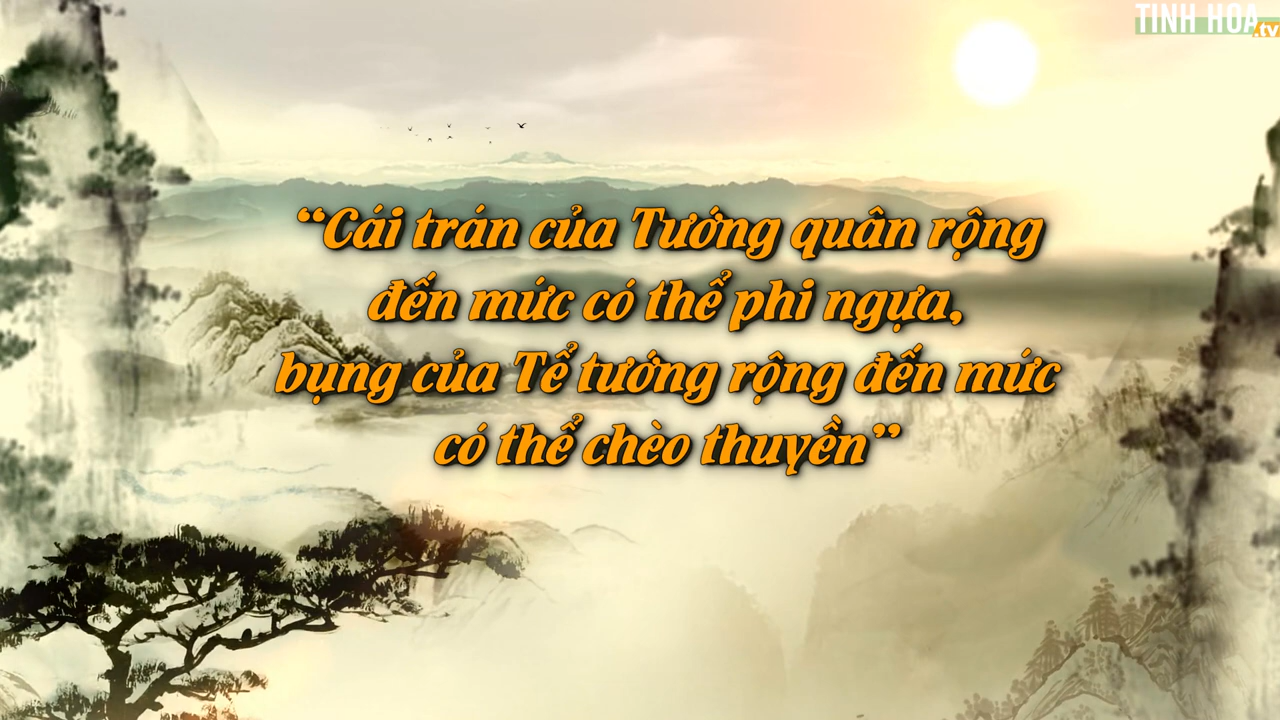 TINH HOA
.tv
“Cái trán của Tướng quân rộng
đến mức có thể phi ngựa,
bụng của Tể tướng rộng đến mức
có thể chèo thuyền”